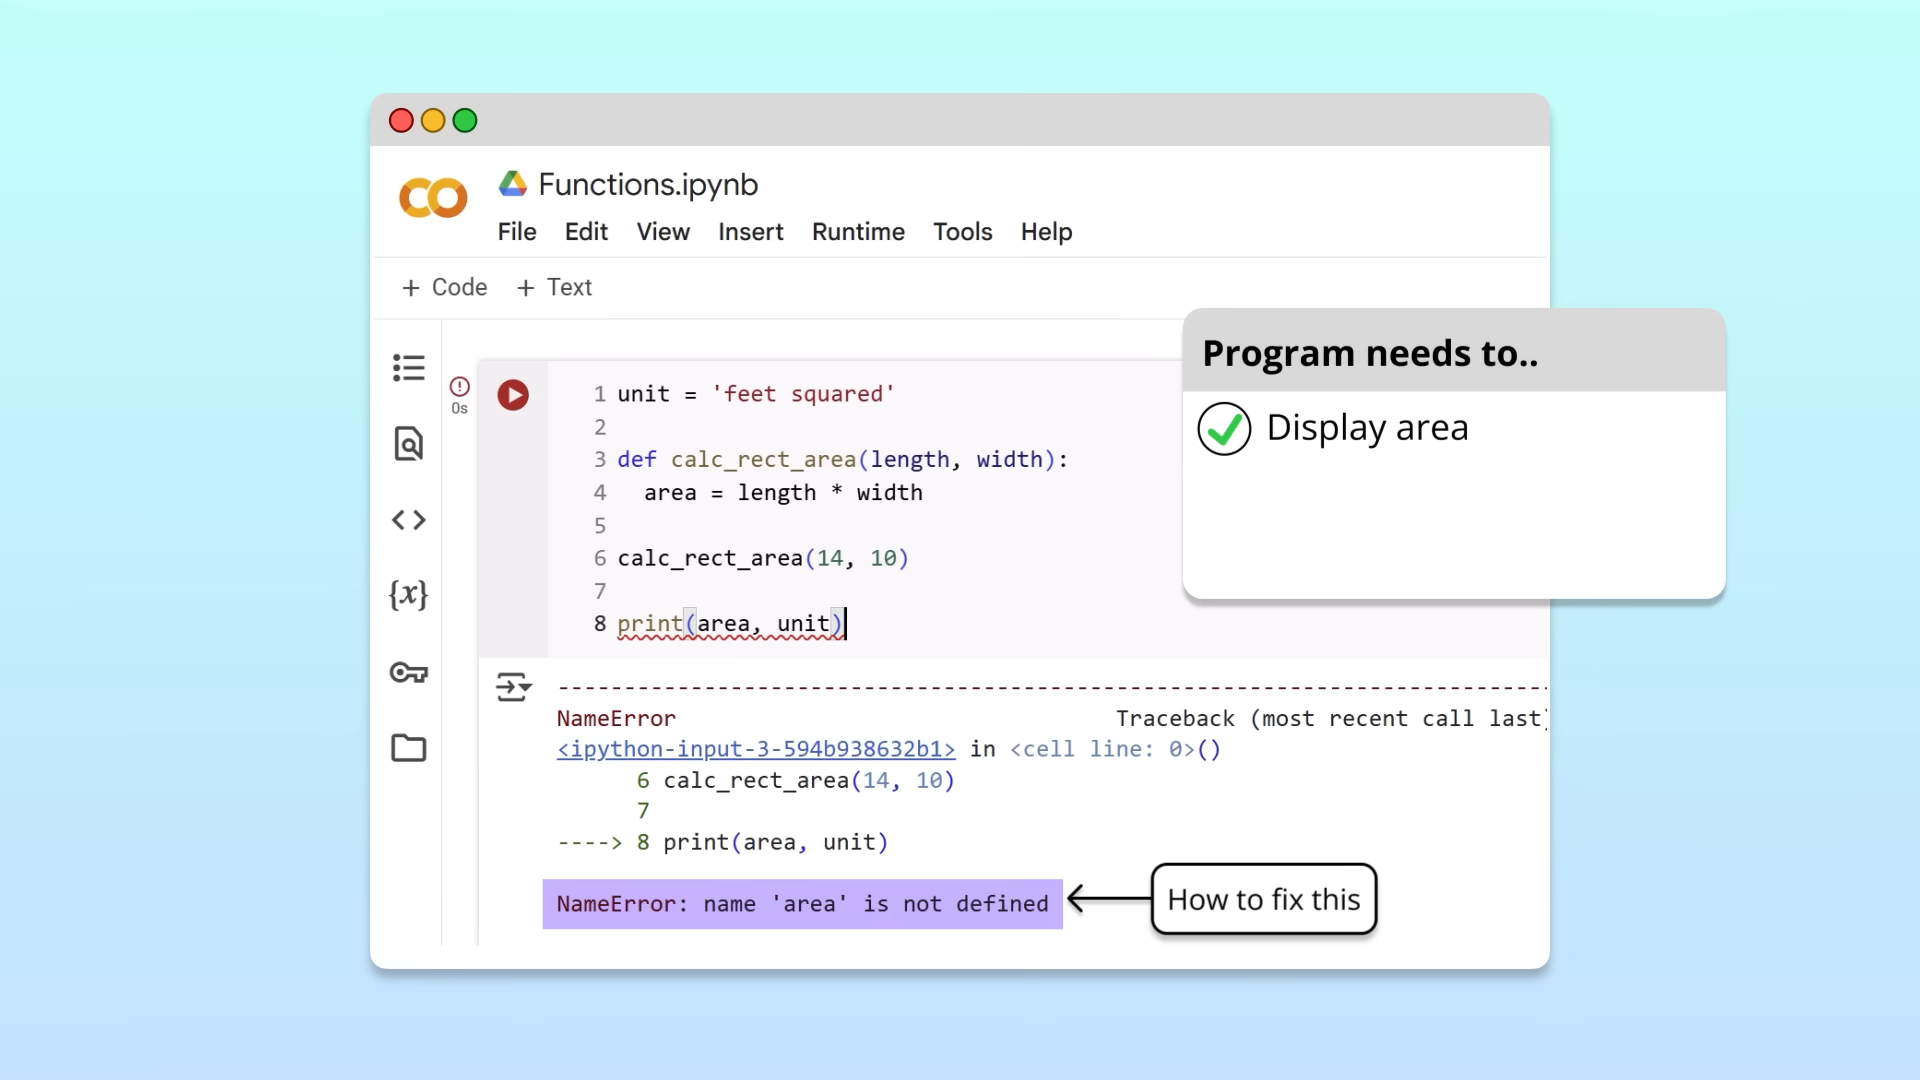 Functions.ipynb
File Edit View Insert Runtime Tools Help
+ Code + Text
Program needs to..
Display area
0s
1 unit = 'feet squared'
2
3 def calc_rect_area(length, width):
4   area = length * width
5
6 calc_rect_area(14, 10)
7
8 print(area, unit)
{x}
---------------------------------------------------------------------------
NameError Traceback (most recent call last)
<ipython-input-3-594b938632b1> in <cell line: 0>()
6 calc_rect_area(14, 10)
7
----> 8 print(area, unit)
NameError: name 'area' is not defined
How to fix this